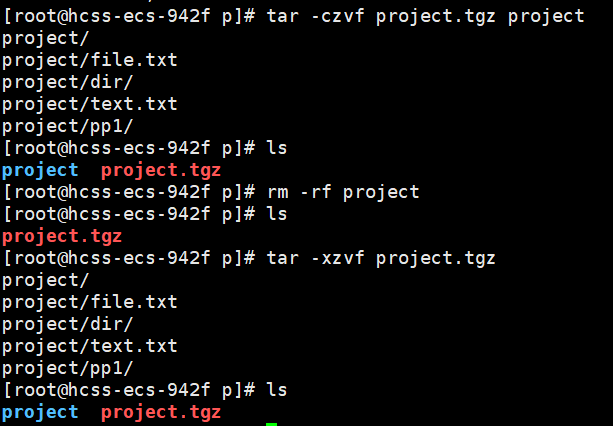 [root@hcss-ecs-942f p]# tar -czvf project.tgz project
project/
project/file.txt
project/dir/
project/text.txt
project/pp1/
[root@hcss-ecs-942f p]# ls
project  project.tgz
[root@hcss-ecs-942f p]# rm -rf project
[root@hcss-ecs-942f p]# ls
project.tgz
[root@hcss-ecs-942f p]# tar -xzvf project.tgz
project/
project/file.txt
project/dir/
project/text.txt
project/pp1/
[root@hcss-ecs-942f p]# ls
project  project.tgz